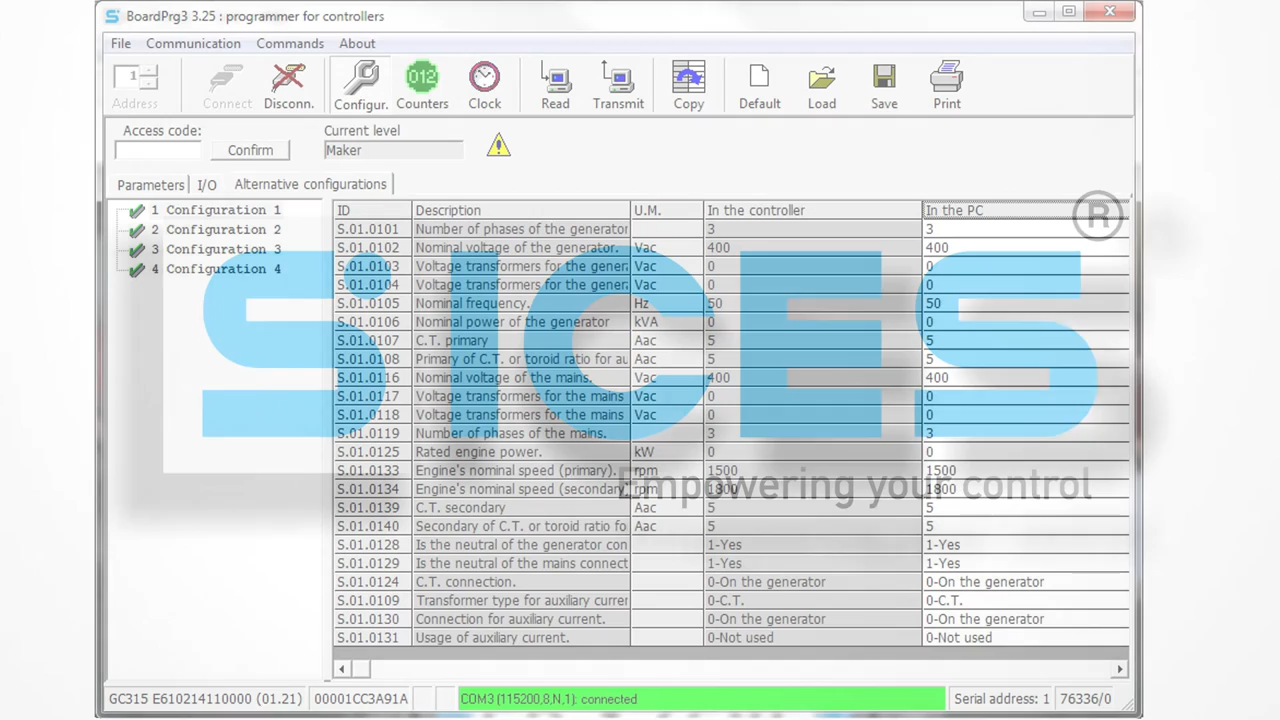 BoardPrg3 3.25 : programmer for controllers
File Communication Commands About
1
Address Connect Disconn. Configur. 012 Counters Clock Read Transmit Copy Default Load Save Print
Access code: Current level
Confirm Maker
Parameters I/O Alternative configurations
1 Configuration 1
2 Configuration 2
3 Configuration 3
4 Configuration 4
ID Description U.M. In the controller In the PC
S.01.0101 Number of phases of the generator 3 3
S.01.0102 Nominal voltage of the generator. Vac 400 400
S.01.0103 Voltage transformers for the gener. Vac 0 0
S.01.0104 Voltage transformers for the gener. Vac 0 0
S.01.0105 Nominal frequency. Hz 50 50
S.01.0106 Nominal power of the generator kVA 0 0
S.01.0107 C.T. primary Aac 5 5
S.01.0108 Primary of C.T. or toroid ratio for au Aac 5 5
S.01.0116 Nominal voltage of the mains. Vac 400 400
S.01.0117 Voltage transformers for the mains Vac 0 0
S.01.0118 Voltage transformers for the mains Vac 0 0
S.01.0119 Number of phases of the mains. 3 3
S.01.0125 Rated engine power. kW 0 0
S.01.0133 Engine's nominal speed (primary). rpm 1500 1500
S.01.0134 Engine's nominal speed (secondary rpm 1800 1800
S.01.0139 C.T. secondary Aac 5 5
S.01.0140 Secondary of C.T. or toroid ratio fo Aac 5 5
S.01.0128 Is the neutral of the generator con 1-Yes 1-Yes
S.01.0129 Is the neutral of the mains connect 1-Yes 1-Yes
S.01.0124 C.T. connection. 0-On the generator 0-On the generator
S.01.0109 Transformer type for auxiliary currer 0-C.T. 0-C.T.
S.01.0130 Connection for auxiliary current. 0-On the generator 0-On the generator
S.01.0131 Usage of auxiliary current. 0-Not used 0-Not used
SICES®
Empowering your control
GC315 E610214110000 (01.21) 00001CC3A91A COM3 (115200,8,N,1): connected Serial address: 1 76336/0